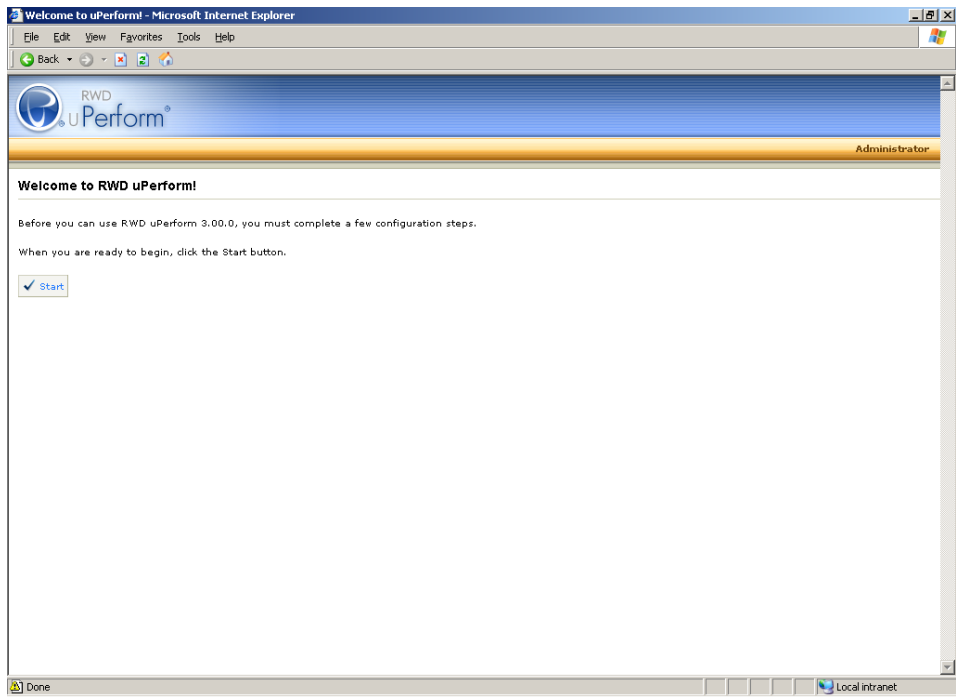 Welcome to uPerform! - Microsoft Internet Explorer
File Edit View Favorites Tools Help
Back
RWD
uPerform®
Administrator
Welcome to RWD uPerform!
Before you can use RWD uPerform 3.00.0, you must complete a few configuration steps.
When you are ready to begin, click the Start button.
Start
Done
Local intranet